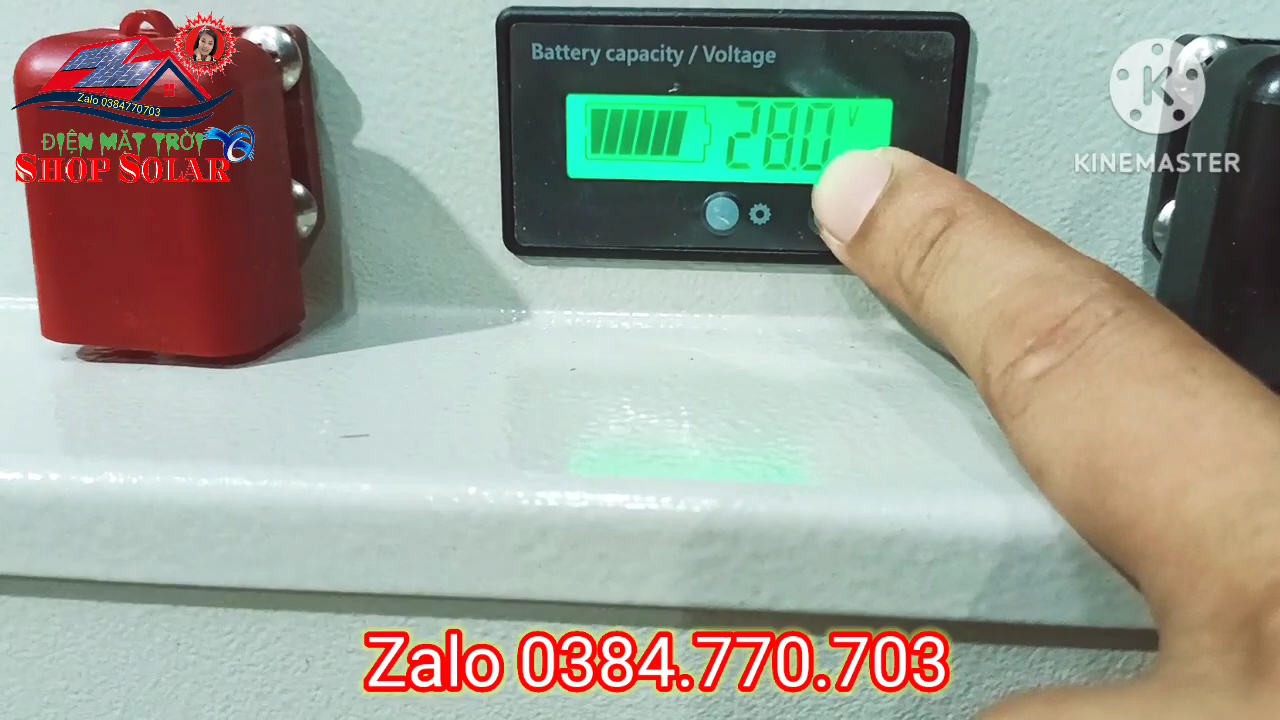 Zalo 0384770703
ĐIỆN MẶT TRỜI
SHOP SOLAR
Battery capacity / Voltage
28.0 V
KINEMASTER
Zalo 0384.770.703